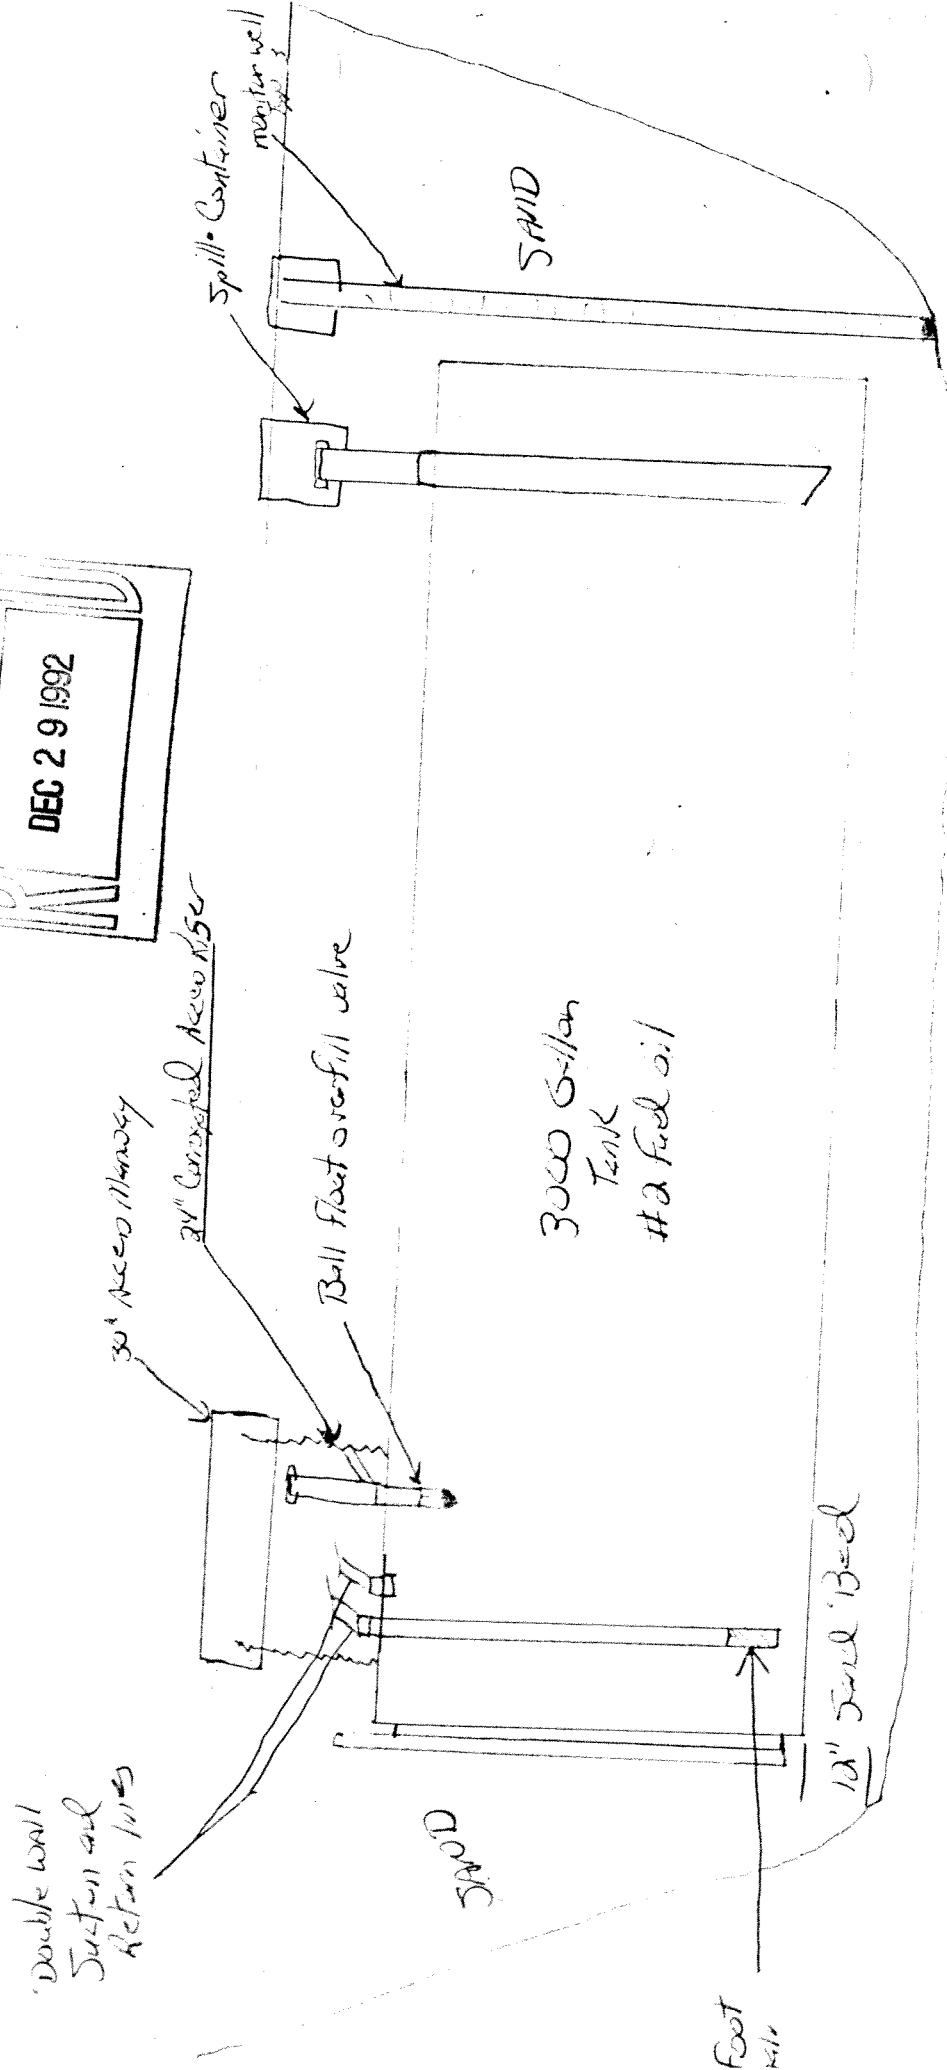 DEC 29 1992
Spill Container
monitor well
SAND
30" Access Manway
24" Corrugated Access Riser
Ball float overfill valve
3000 Gallon
Tank
#2 Fuel oil
Double WALL
Suction and
Return lines
SAND
12" Sand Bed
FOOT